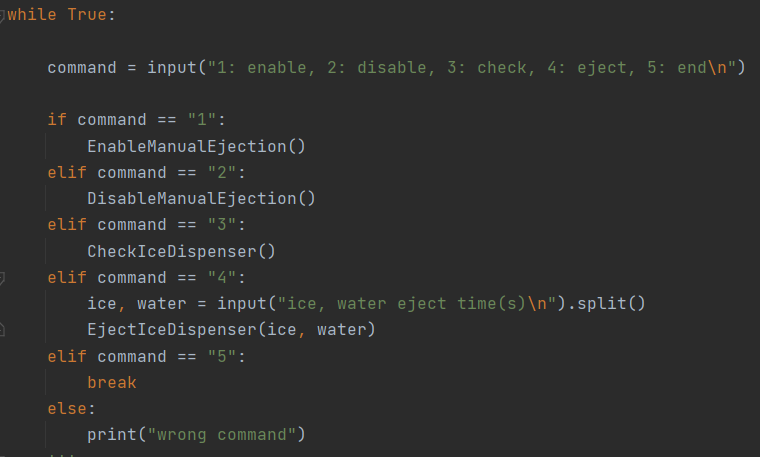 while True:
command = input("1: enable, 2: disable, 3: check, 4: eject, 5: end\n")
if command == "1":
EnableManualEjection()
elif command == "2":
DisableManualEjection()
elif command == "3":
CheckIceDispenser()
elif command == "4":
ice, water = input("ice, water eject time(s)\n").split()
EjectIceDispenser(ice, water)
elif command == "5":
break
else:
print("wrong command")